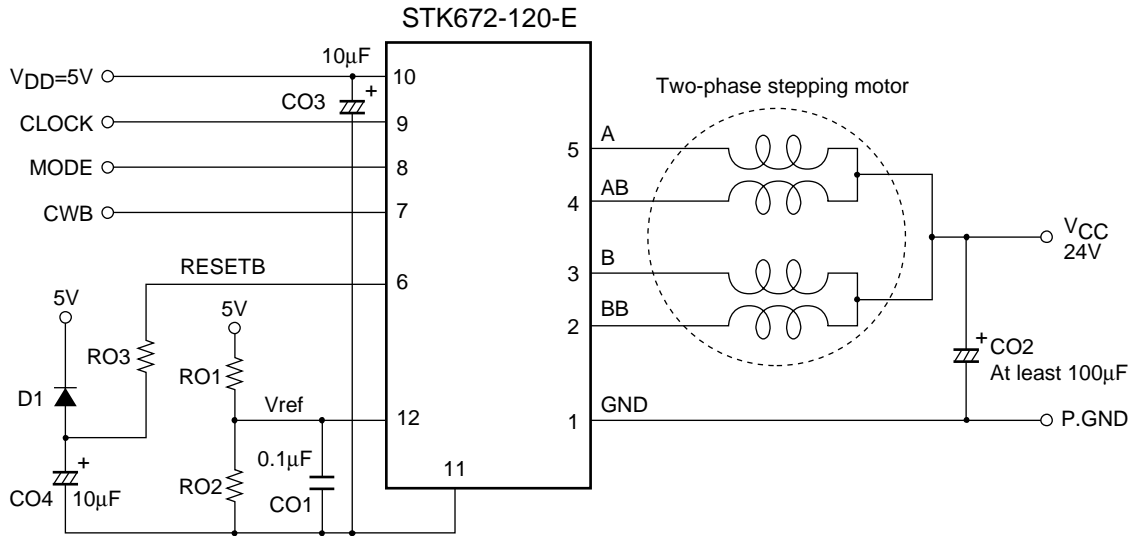 STK672-120-E
10μF
VDD=5V
10
CO3
+
CLOCK
9
MODE
8
CWB
7
RESETB
6
5V
5V
RO3
RO1
D1
Vref
12
+
CO4
10μF
RO2
0.1μF
CO1
11
Two-phase stepping motor
5
A
4
AB
3
B
2
BB
VCC
24V
+
CO2
At least 100μF
1
GND
P.GND